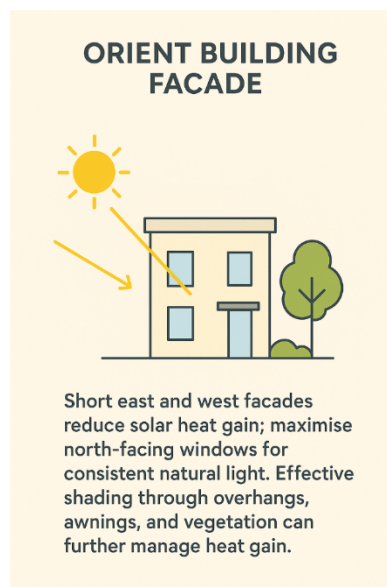 ORIENT BUILDING
FACADE
Short east and west facades
reduce solar heat gain; maximise
north-facing windows for
consistent natural light. Effective
shading through overhangs,
awnings, and vegetation can
further manage heat gain.